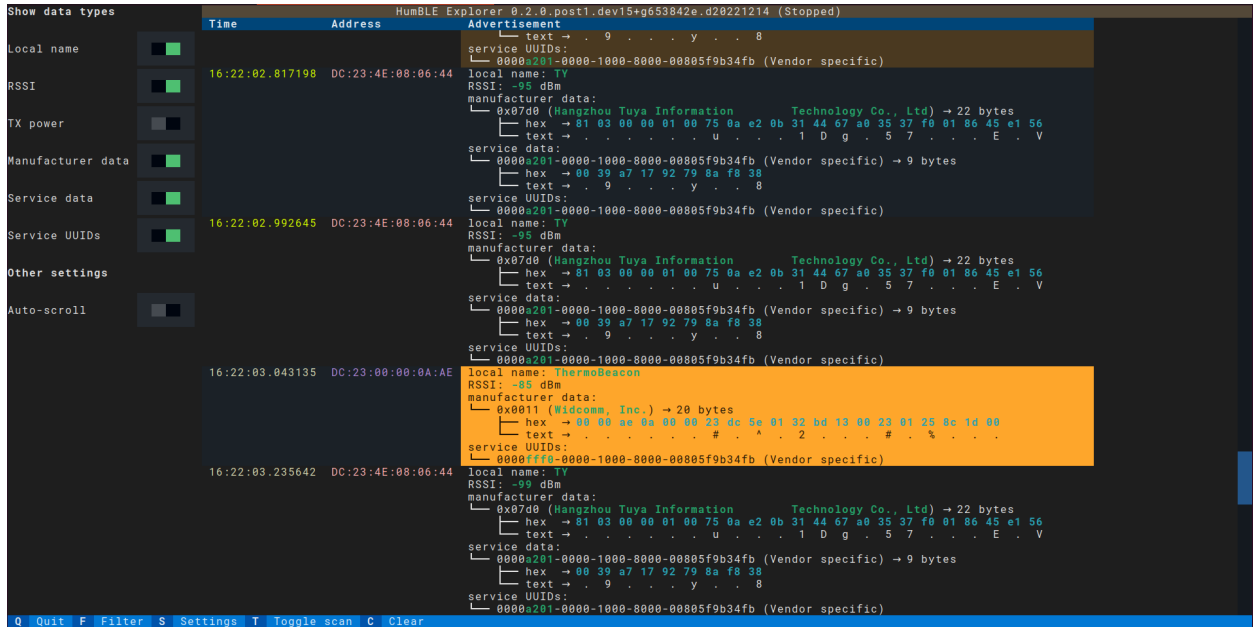 Show data types
HumBLE Explorer 0.2.0.post1.dev15+g653842e.d20221214 (Stopped)
Time Address Advertisement
└── text → . 9 . . . y . . 8
Local name
service UUIDs:
└── 0000a201-0000-1000-8000-00805f9b34fb (Vendor specific)
16:22:02.817198 DC:23:4E:08:06:44 local name: TY
RSSI
RSSI: -95 dBm
manufacturer data:
└── 0x07d0 (Hangzhou Tuya Information Technology Co., Ltd) → 22 bytes
TX power
├── hex → 81 03 00 00 01 00 75 0a e2 0b 31 44 67 a0 35 37 f0 01 86 45 e1 56
└── text → . . . . . . u . . . 1 D g . 5 7 . . . E . V
service data:
Manufacturer data
└── 0000a201-0000-1000-8000-00805f9b34fb (Vendor specific) → 9 bytes
├── hex → 00 39 a7 17 92 79 8a f8 38
└── text → . 9 . . . y . . 8
Service data
service UUIDs:
└── 0000a201-0000-1000-8000-00805f9b34fb (Vendor specific)
16:22:02.992645 DC:23:4E:08:06:44 local name: TY
Service UUIDs
RSSI: -95 dBm
manufacturer data:
└── 0x07d0 (Hangzhou Tuya Information Technology Co., Ltd) → 22 bytes
Other settings
├── hex → 81 03 00 00 01 00 75 0a e2 0b 31 44 67 a0 35 37 f0 01 86 45 e1 56
└── text → . . . . . . u . . . 1 D g . 5 7 . . . E . V
service data:
Auto-scroll
└── 0000a201-0000-1000-8000-00805f9b34fb (Vendor specific) → 9 bytes
├── hex → 00 39 a7 17 92 79 8a f8 38
└── text → . 9 . . . y . . 8
service UUIDs:
└── 0000a201-0000-1000-8000-00805f9b34fb (Vendor specific)
16:22:03.043135 DC:23:00:00:0A:AE local name: ThermoBeacon
RSSI: -85 dBm
manufacturer data:
└── 0x0011 (Widcomm, Inc.) → 20 bytes
├── hex → 00 00 ae 0a 00 00 23 dc 5e 01 32 bd 13 00 23 01 25 8c 1d 00
└── text → . . . . . . # . ^ . 2 . . . # . % . . .
service UUIDs:
└── 0000fff0-0000-1000-8000-00805f9b34fb (Vendor specific)
16:22:03.235642 DC:23:4E:08:06:44 local name: TY
RSSI: -99 dBm
manufacturer data:
└── 0x07d0 (Hangzhou Tuya Information Technology Co., Ltd) → 22 bytes
├── hex → 81 03 00 00 01 00 75 0a e2 0b 31 44 67 a0 35 37 f0 01 86 45 e1 56
└── text → . . . . . . u . . . 1 D g . 5 7 . . . E . V
service data:
└── 0000a201-0000-1000-8000-00805f9b34fb (Vendor specific) → 9 bytes
├── hex → 00 39 a7 17 92 79 8a f8 38
└── text → . 9 . . . y . . 8
service UUIDs:
└── 0000a201-0000-1000-8000-00805f9b34fb (Vendor specific)
Q Quit F Filter S Settings T Toggle scan C Clear